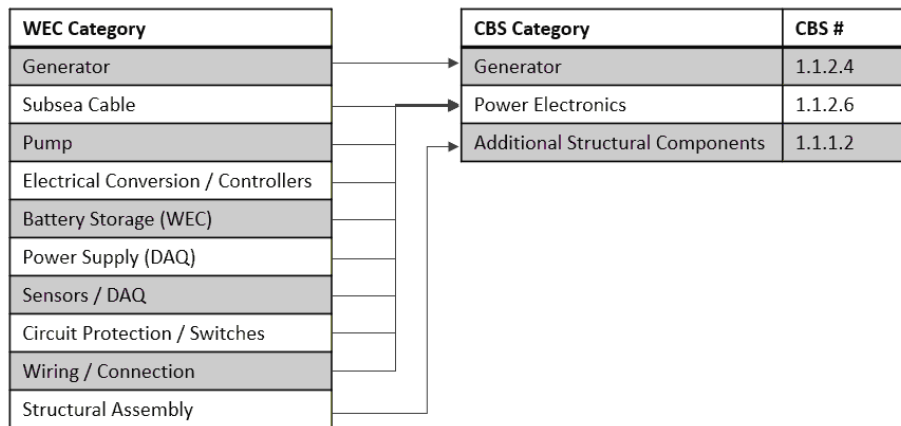 WEC Category
Generator
Subsea Cable
Pump
Electrical Conversion / Controllers
Battery Storage (WEC)
Power Supply (DAQ)
Sensors / DAQ
Circuit Protection / Switches
Wiring / Connection
Structural Assembly
CBS Category CBS #
Generator 1.1.2.4
Power Electronics 1.1.2.6
Additional Structural Components 1.1.1.2